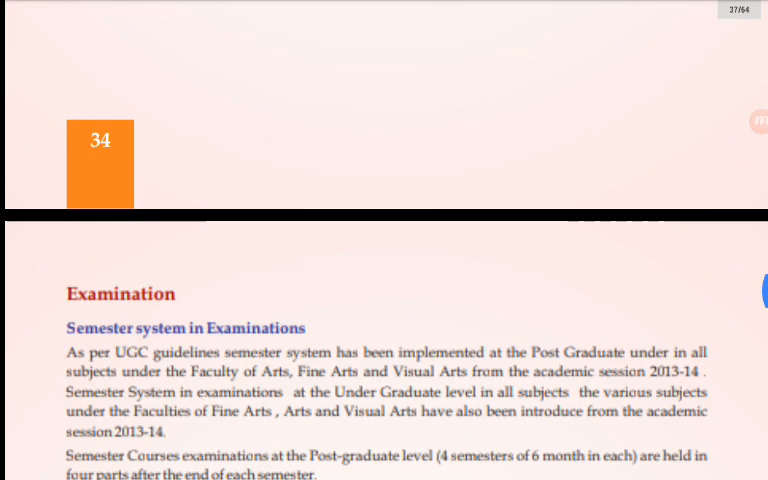 37/64
34
Examination
Semester system in Examinations
As per UGC guidelines semester system has been implemented at the Post Graduate under in all
subjects under the Faculty of Arts, Fine Arts and Visual Arts from the academic session 2013-14 .
Semester System in examinations at the Under Graduate level in all subjects the various subjects
under the Faculties of Fine Arts , Arts and Visual Arts have also been introduce from the academic
session 2013-14.
Semester Courses examinations at the Post-graduate level (4 semesters of 6 month in each) are held in
four parts after the end of each semester.